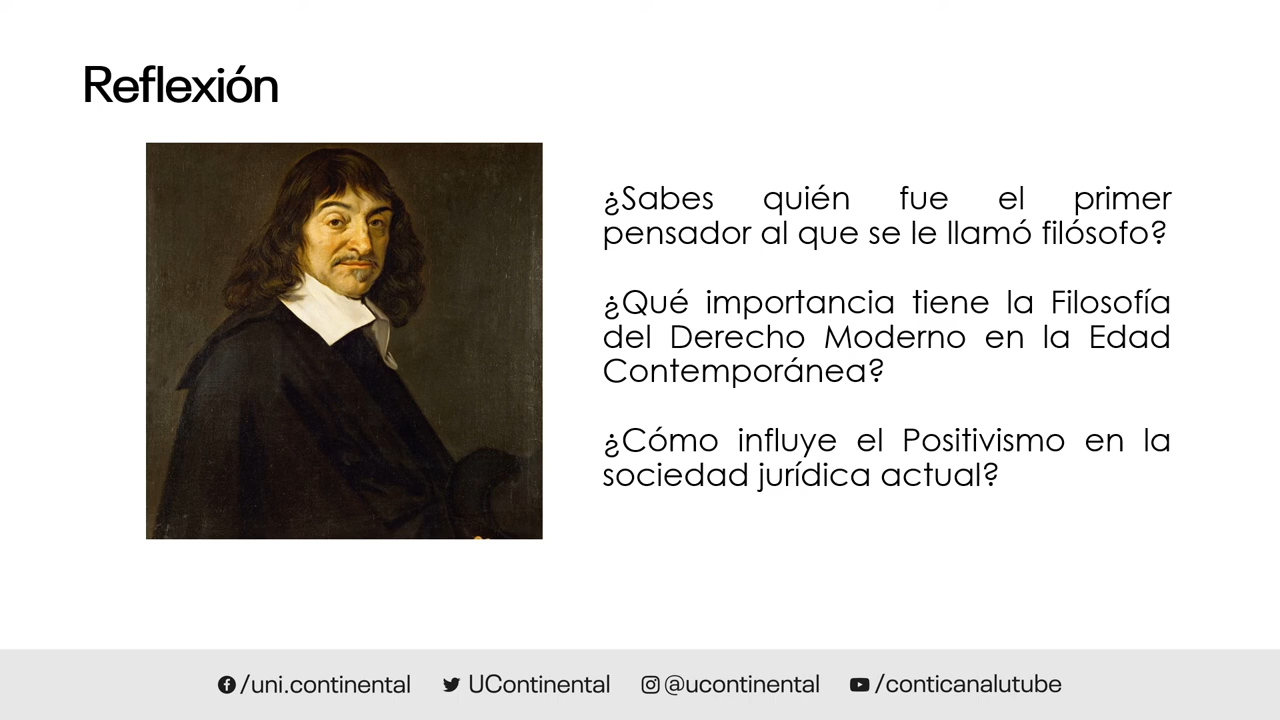 Reflexión
¿Sabes quién fue el primer
pensador al que se le llamó filósofo?
¿Qué importancia tiene la Filosofía
del Derecho Moderno en la Edad
Contemporánea?
¿Cómo influye el Positivismo en la
sociedad jurídica actual?
/uni.continental UContinental @ucontinental /conticanalutube